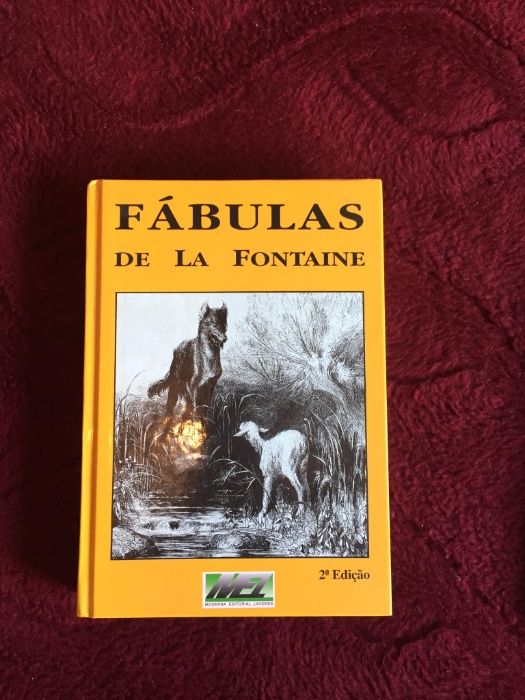 FÁBULAS
DE LA FONTAINE
2ª Edição
MEL
MODERNA EDITORIAL LAVORES